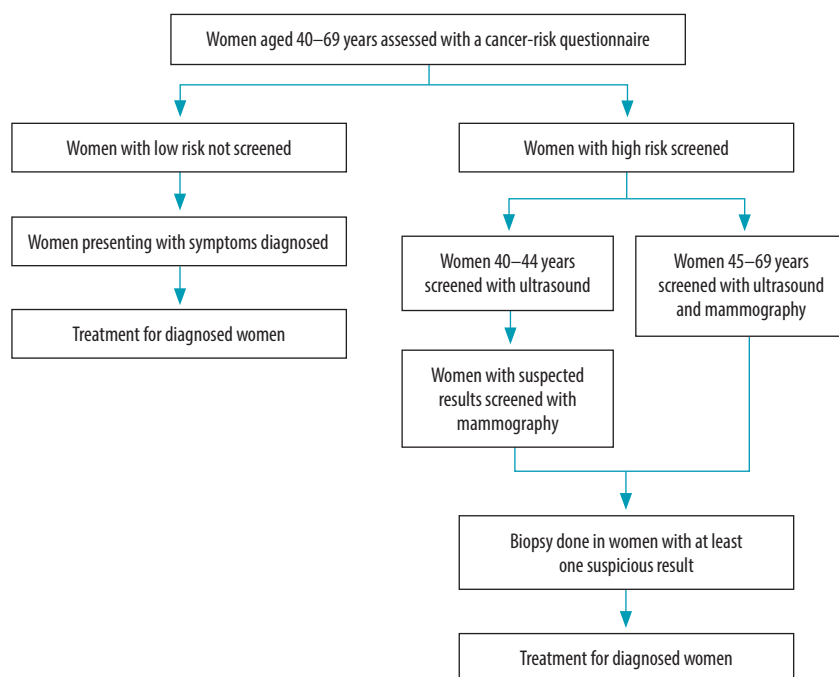 Women aged 40–69 years assessed with a cancer-risk questionnaire
Women with low risk not screened
Women with high risk screened
Women presenting with symptoms diagnosed
Women 40–44 years
screened with ultrasound
Women 45–69 years
screened with ultrasound
and mammography
Treatment for diagnosed women
Women with suspected
results screened with
mammography
Biopsy done in women with at least
one suspicious result
Treatment for diagnosed women